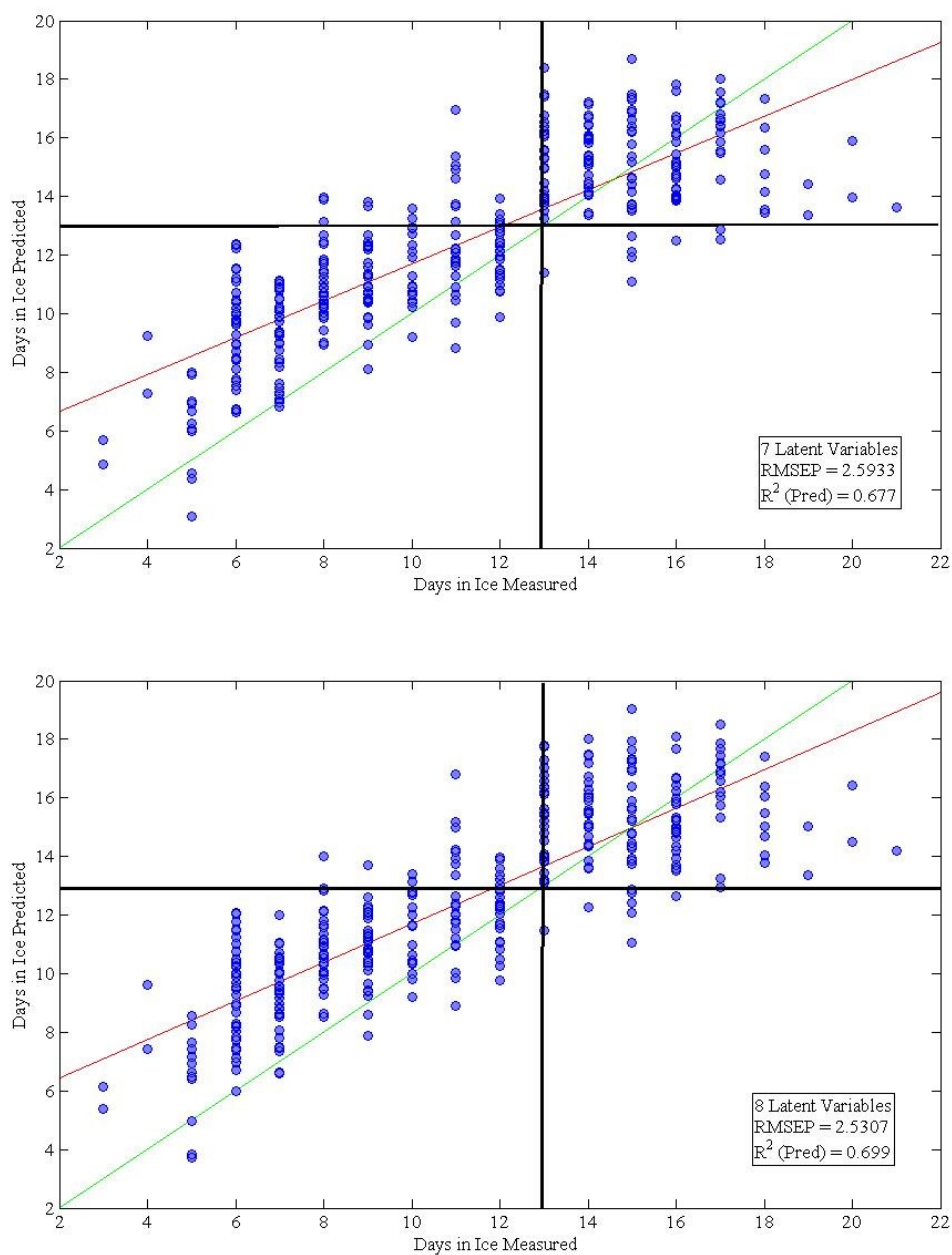 20
18
16
14
12
10
8
6
4
2
Days in Ice Predicted
7 Latent Variables
RMSEP = 2.5933
R² (Pred) = 0.677
2 4 6 8 10 12 14 16 18 20 22
Days in Ice Measured
20
18
16
14
12
10
8
6
4
2
Days in Ice Predicted
8 Latent Variables
RMSEP = 2.5307
R² (Pred) = 0.699
2 4 6 8 10 12 14 16 18 20 22
Days in Ice Measured